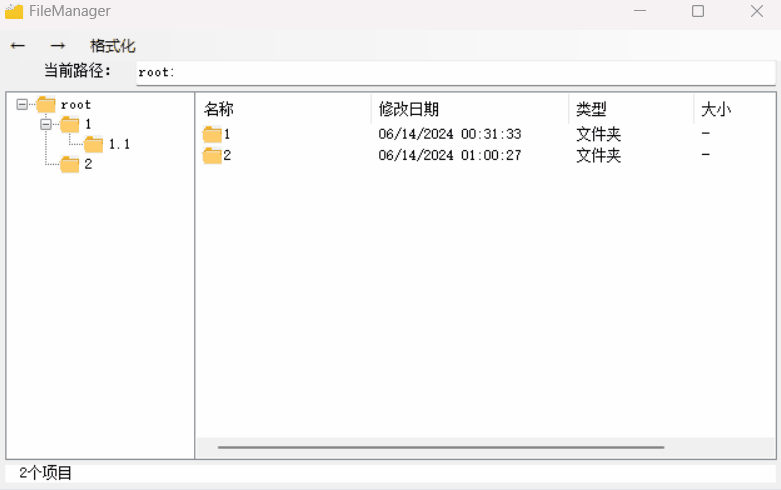 FileManager
← → 格式化
当前路径： root:
root
1
1.1
2
名称 修改日期 类型 大小
1 06/14/2024 00:31:33 文件夹 -
2 06/14/2024 01:00:27 文件夹 -
2个项目